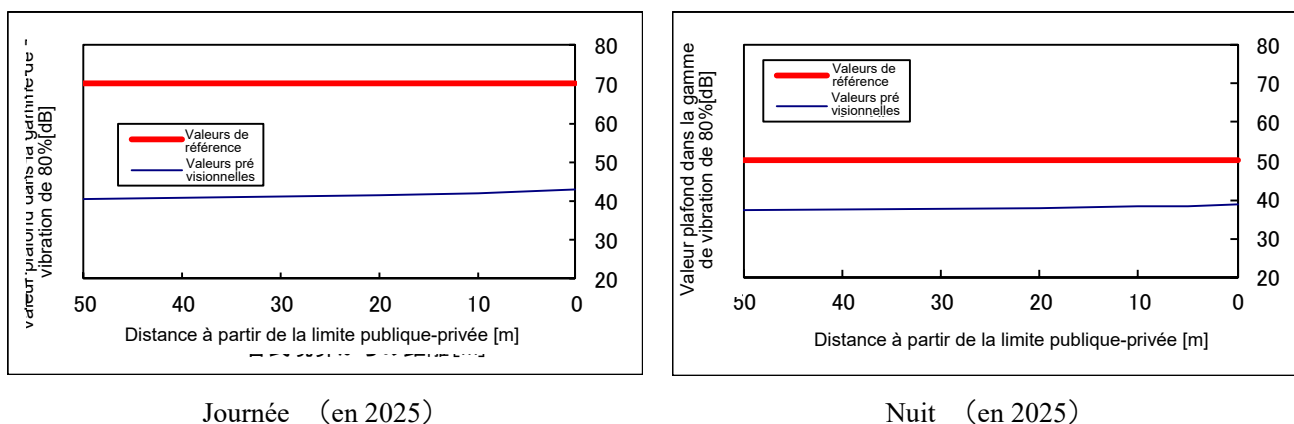 Valeur plafond dans la gamme de -
vibration de 80%[dB]
80
70
60
50
40
30
20
Valeurs de
référence
Valeurs pré
visionnelles
50 40 30 20 10 0
Distance à partir de la limite publique-privée [m]
Journée （en 2025）
Valeur plafond dans la gamme
de vibration de 80%[dB]
80
70
60
50
40
30
20
Valeurs de
référence
Valeurs pré
visionnelles
50 40 30 20 10 0
Distance à partir de la limite publique-privée [m]
Nuit （en 2025）